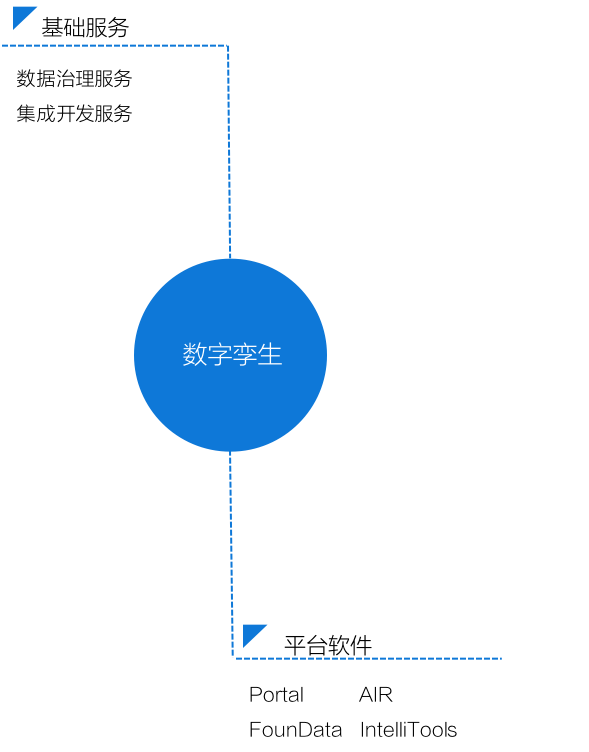 基础服务
数据治理服务
集成开发服务
数字孪生
平台软件
Portal AIR
FounData IntelliTools